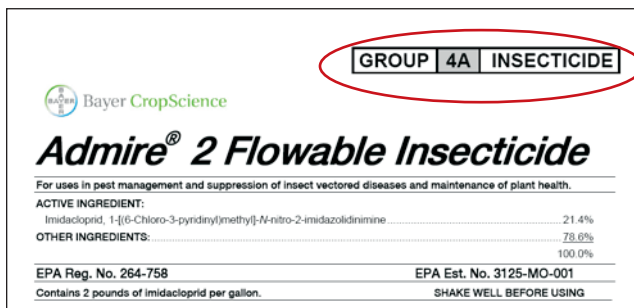 GROUP 4A INSECTICIDE
BAYER Bayer CropScience
Admire® 2 Flowable Insecticide
For uses in pest management and suppression of insect vectored diseases and maintenance of plant health.
ACTIVE INGREDIENT:
Imidacloprid, 1-[(6-Chloro-3-pyridinyl)methyl]-N-nitro-2-imidazolidinimine 21.4%
OTHER INGREDIENTS: 78.6%
100.0%
EPA Reg. No. 264-758 EPA Est. No. 3125-MO-001
Contains 2 pounds of imidacloprid per gallon. SHAKE WELL BEFORE USING